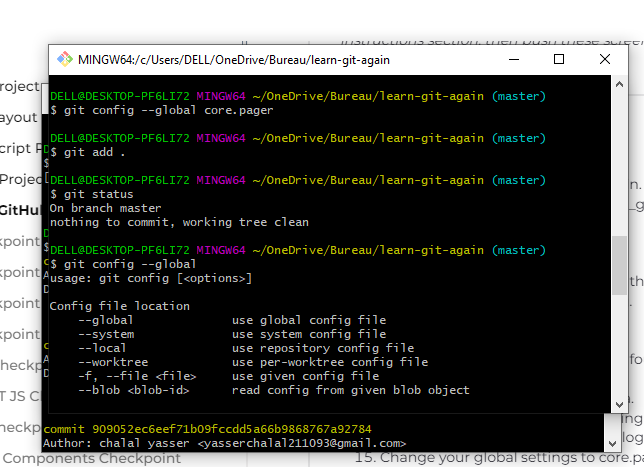 instructions section, then push these screen
MINGW64:/c/Users/DELL/OneDrive/Bureau/learn-git-again
DELL@DESKTOP-PF6LI72 MINGW64 ~/OneDrive/Bureau/learn-git-again (master)
$ git config --global core.pager
DELL@DESKTOP-PF6LI72 MINGW64 ~/OneDrive/Bureau/learn-git-again (master)
$ git add .
DELL@DESKTOP-PF6LI72 MINGW64 ~/OneDrive/Bureau/learn-git-again (master)
$ git status
On branch master
nothing to commit, working tree clean
DELL@DESKTOP-PF6LI72 MINGW64 ~/OneDrive/Bureau/learn-git-again (master)
$ git config --global
usage: git config [<options>]
Config file location
--global use global config file
--system use system config file
--local use repository config file
--worktree use per-worktree config file
-f, --file <file> use given config file
--blob <blob-id> read config from given blob object
commit 909052ec6eef71b09fccdd5a66b9868767a92784
Author: chalal yasser <yasserchalal211093@gmail.com>
roject
ayout
cript P
Projec
GitHub
kpoint
kpoint
kpoint
kpoint
heckp
T JS C
heckp
Components Checkpoint
15. Change your global settings to core.pa